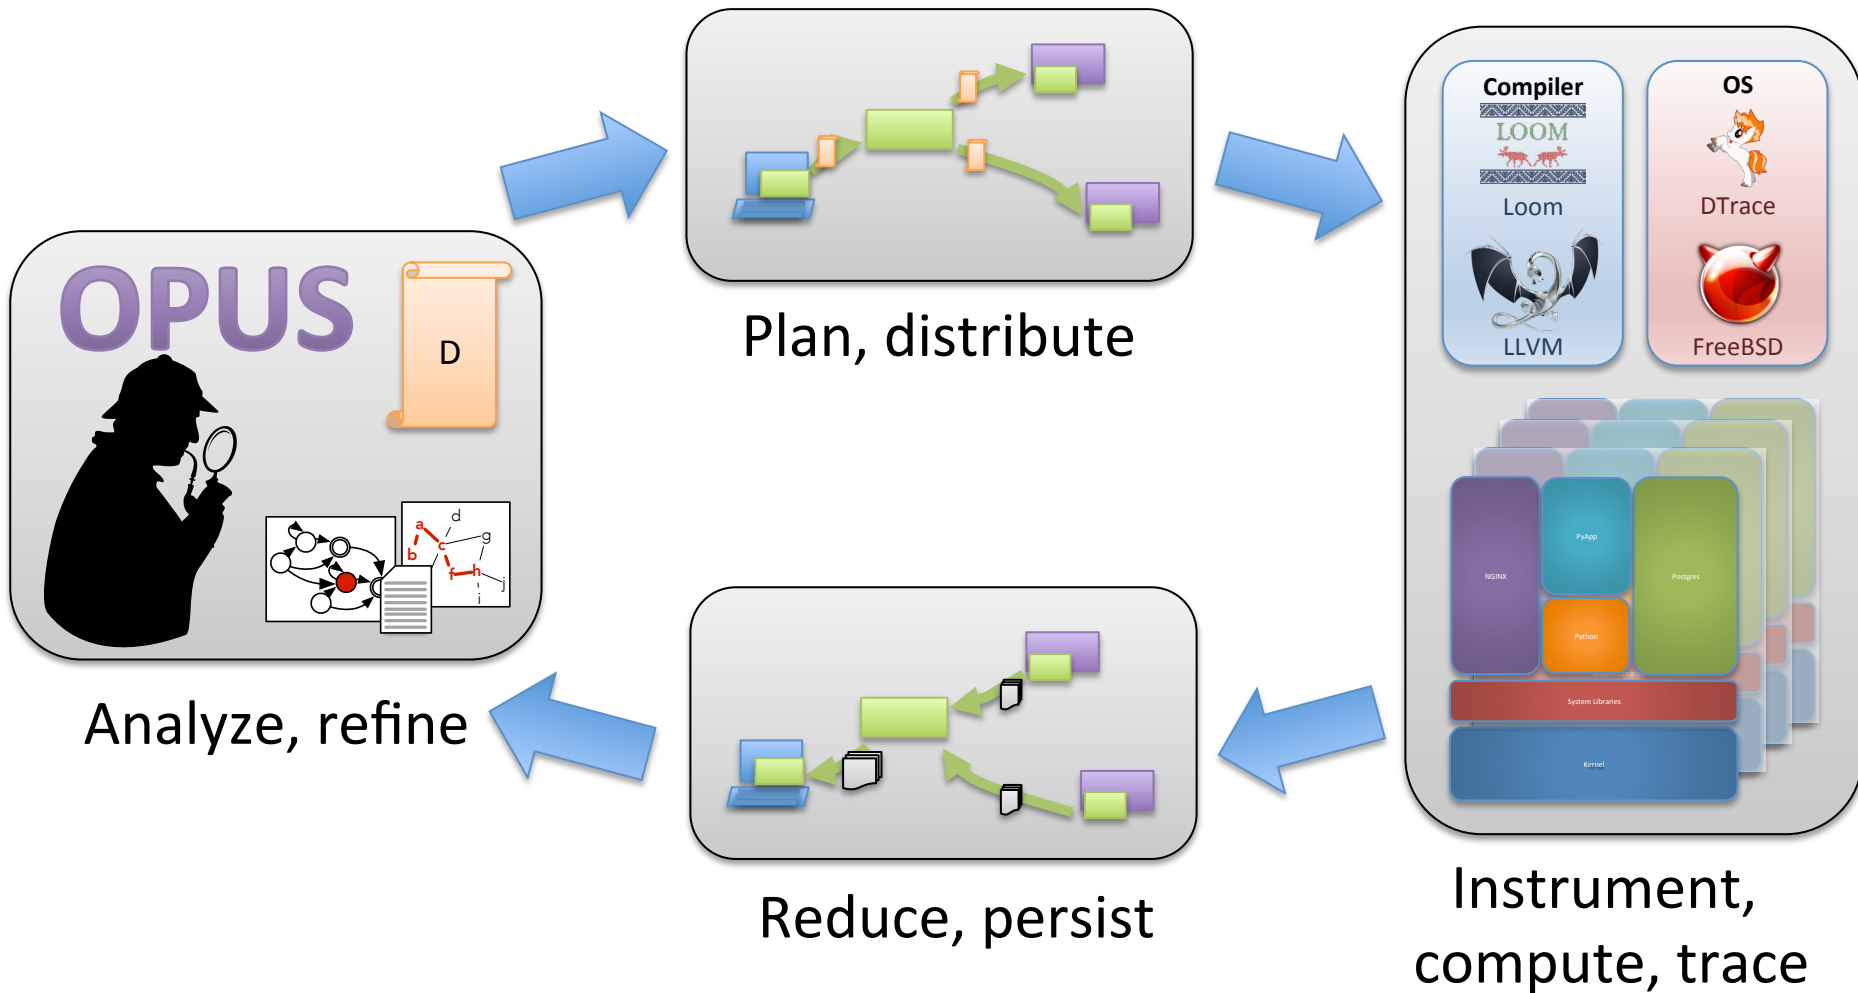 OPUS
D
a
b
c
d
f
g
h
i
j
Analyze, refine
Plan, distribute
Compiler
LOOM
Loom
LLVM
OS
DTrace
FreeBSD
NGINX
PyApp
Postgres
Python
System Libraries
Kernel
Instrument,
compute, trace
Reduce, persist